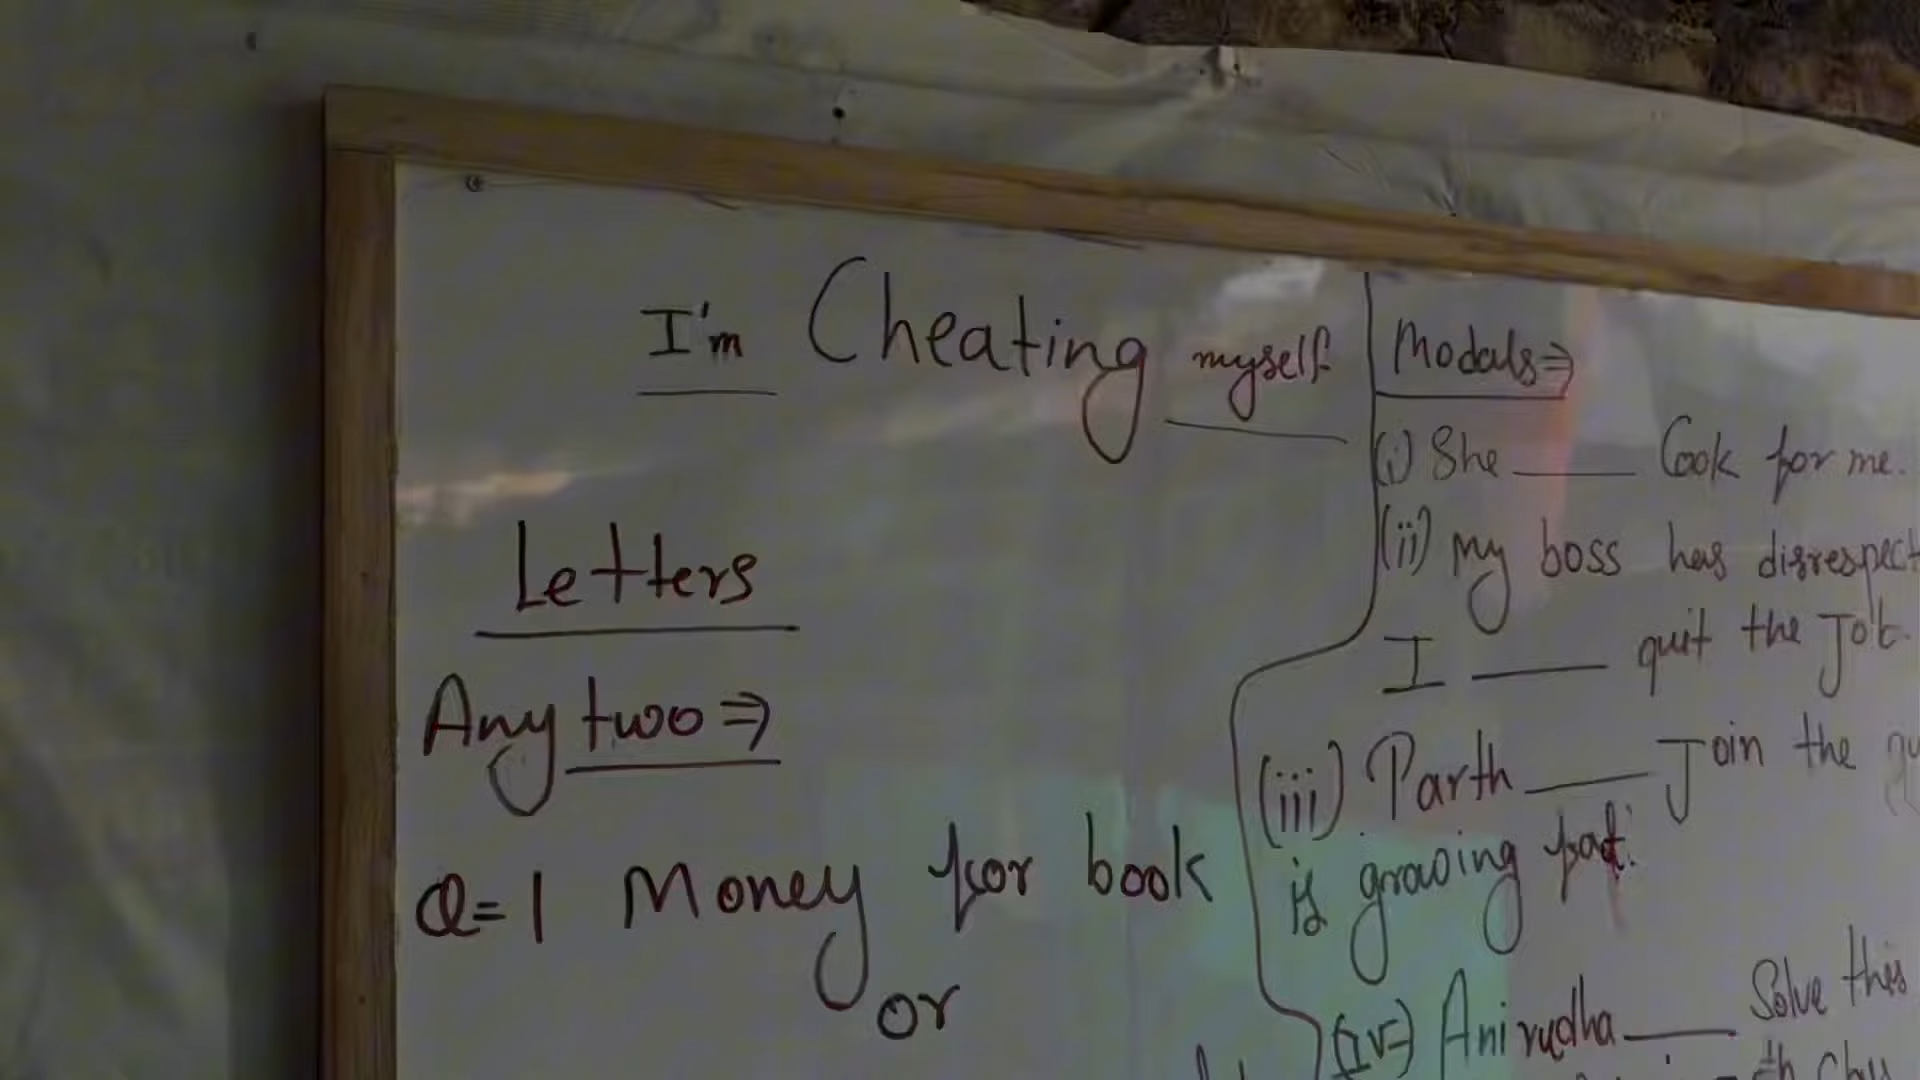 I'm Cheating myself
Letters
Any two ⇒
Q=1 Money for book
or
Modals ⇒
(i) She ____ Cook for me.
(ii) My boss has disrespect
I ____ quit the Job.
(iii) Parth ____ Join the
is growing fat.
(iv) Anirudha ____ Solve this